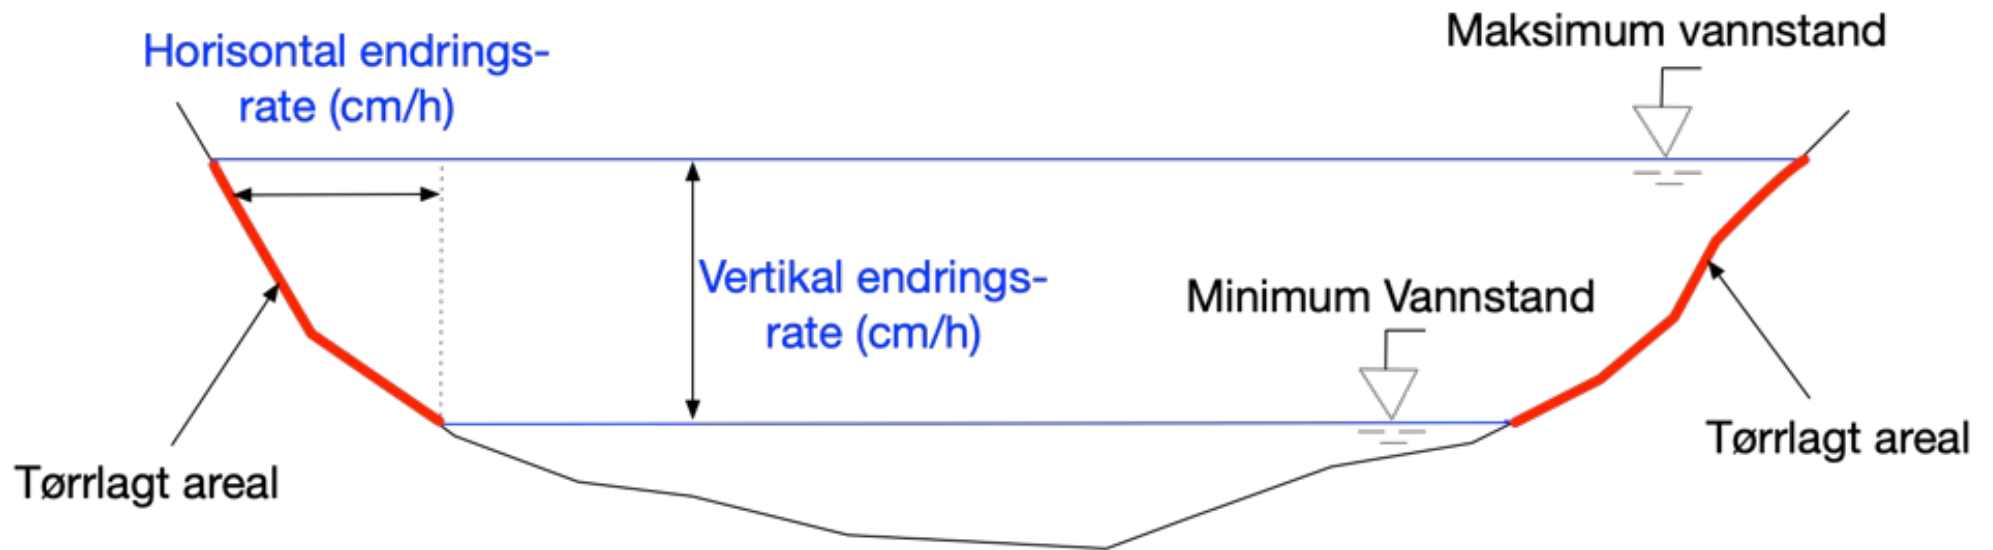 Maksimum vannstand
Horisontal endrings-
rate (cm/h)
Vertikal endrings-
rate (cm/h)
Minimum Vannstand
Tørrlagt areal
Tørrlagt areal